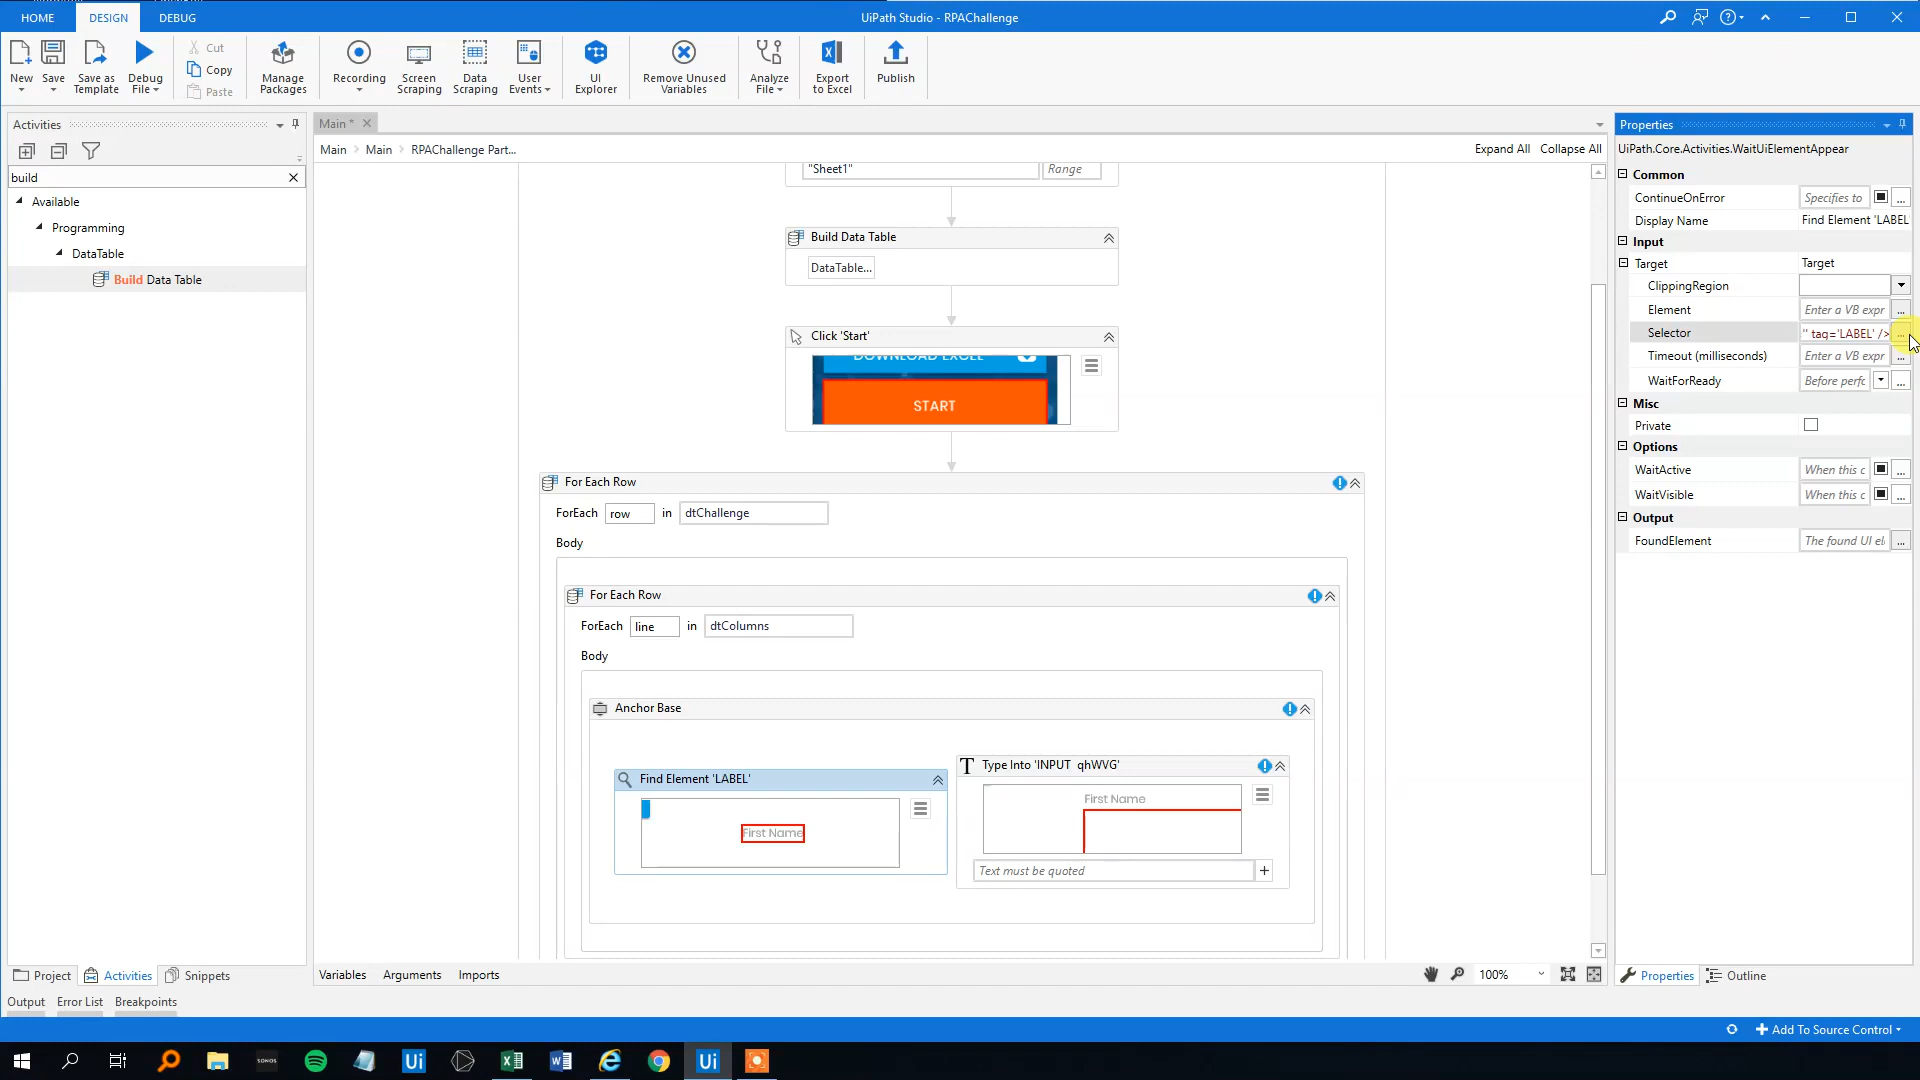 HOME
DESIGN
DEBUG
UiPath Studio - RPAChallenge
New
Save
Save as Template
Debug File
Cut
Copy
Paste
Manage Packages
Recording
Screen Scraping
Data Scraping
User Events
UI Explorer
Remove Unused Variables
Analyze File
Export to Excel
Publish
Activities
build
Available
Programming
DataTable
Build Data Table
Main *
Main
Main
RPAChallenge Part...
Expand All
Collapse All
"Sheet1"
Range
Build Data Table
DataTable...
Click 'Start'
DOWNLOAD EXCEL
START
For Each Row
ForEach row in dtChallenge
Body
For Each Row
ForEach line in dtColumns
Body
Anchor Base
Find Element 'LABEL'
First Name
Type Into 'INPUT qhWVG'
First Name
Text must be quoted
Variables
Arguments
Imports
100%
Properties
UiPath.Core.Activities.WaitUiElementAppear
Common
ContinueOnError
Specifies to
...
Display Name
Find Element 'LABEL'
Input
Target
Target
ClippingRegion
Element
Enter a VB expr
...
Selector
" tag='LABEL' />
...
Timeout (milliseconds)
Enter a VB expr
...
WaitForReady
Before perfc
...
Misc
Private
Options
WaitActive
When this c
...
WaitVisible
When this c
...
Output
FoundElement
The found UI el
...
Project
Activities
Snippets
Properties
Outline
Output
Error List
Breakpoints
Add To Source Control
SONOS
Ui
Ui